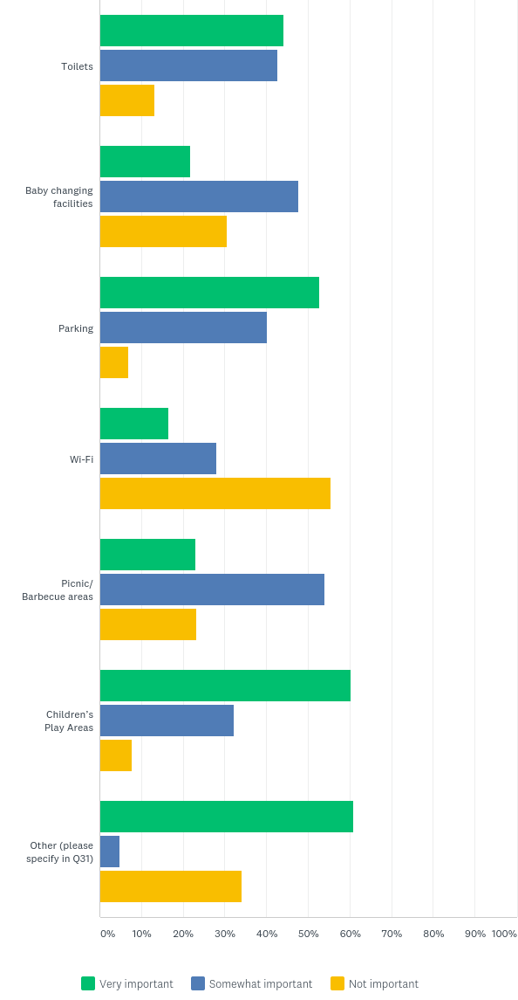 Toilets
Baby changing
facilities
Parking
Wi-Fi
Picnic/
Barbecue areas
Children’s
Play Areas
Other (please
specify in Q31)
0% 10% 20% 30% 40% 50% 60% 70% 80% 90% 100%
Very important Somewhat important Not important